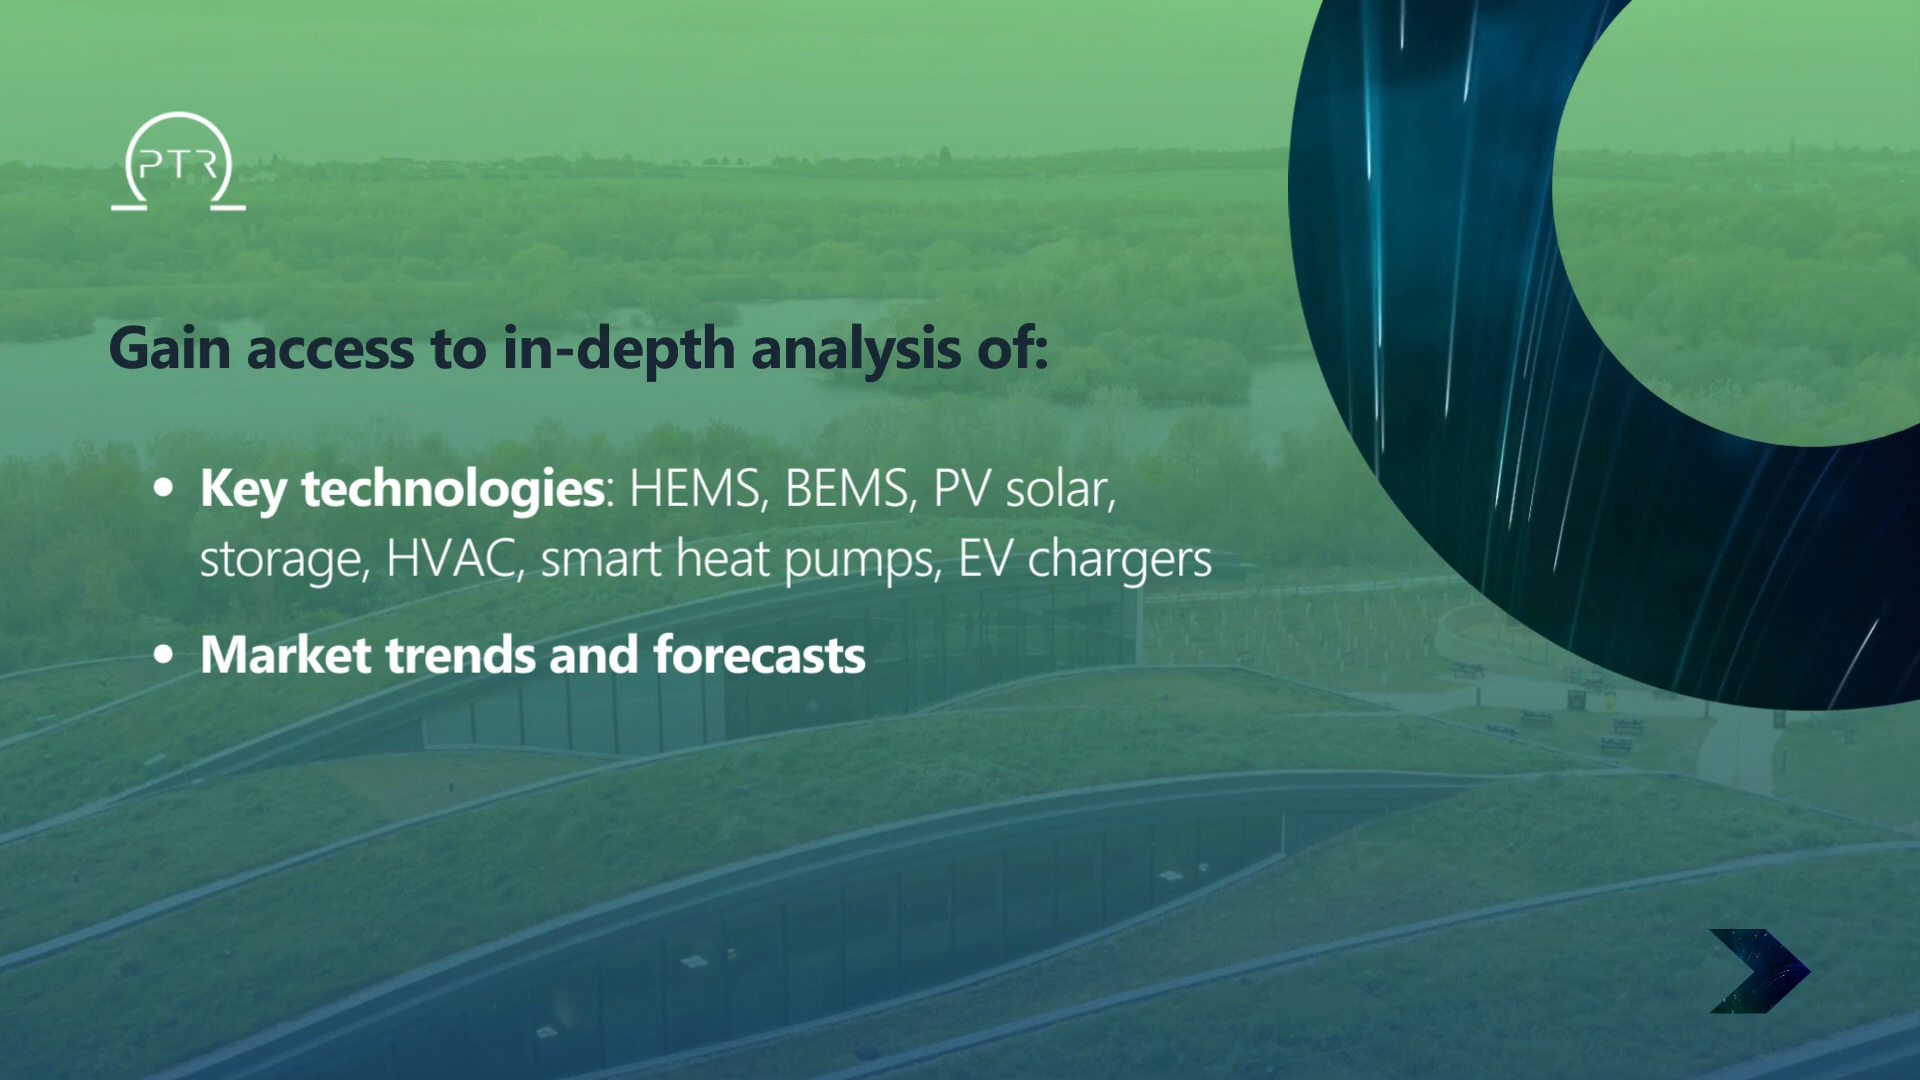 PTR
Gain access to in-depth analysis of:
• Key technologies: HEMS, BEMS, PV solar,
storage, HVAC, smart heat pumps, EV chargers
• Market trends and forecasts